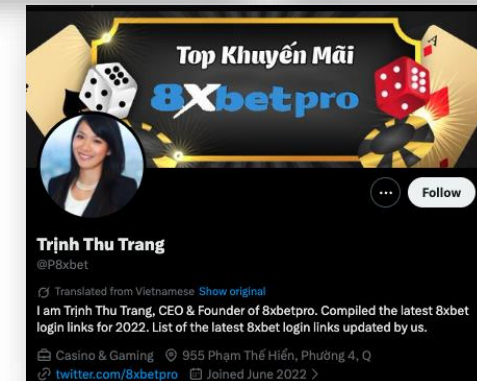 Top Khuyến Mãi
8Xbetpro
A
Follow
Trịnh Thu Trang
@P8xbet
Translated from Vietnamese Show original
I am Trịnh Thu Trang, CEO & Founder of 8xbetpro. Compiled the latest 8xbet
login links for 2022. List of the latest 8xbet login links updated by us.
Casino & Gaming 955 Phạm Thế Hiển, Phường 4, Q
twitter.com/8xbetpro Joined June 2022